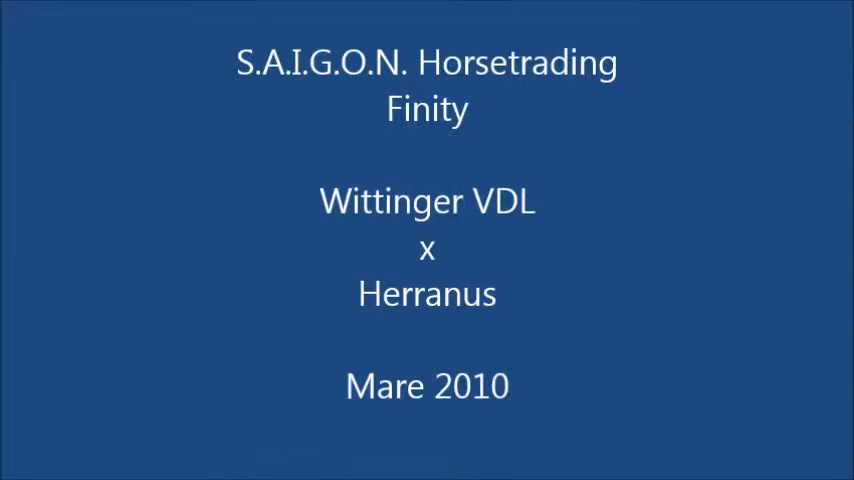 S.A.I.G.O.N. Horsetrading
Finity
Wittinger VDL
x
Herranus
Mare 2010